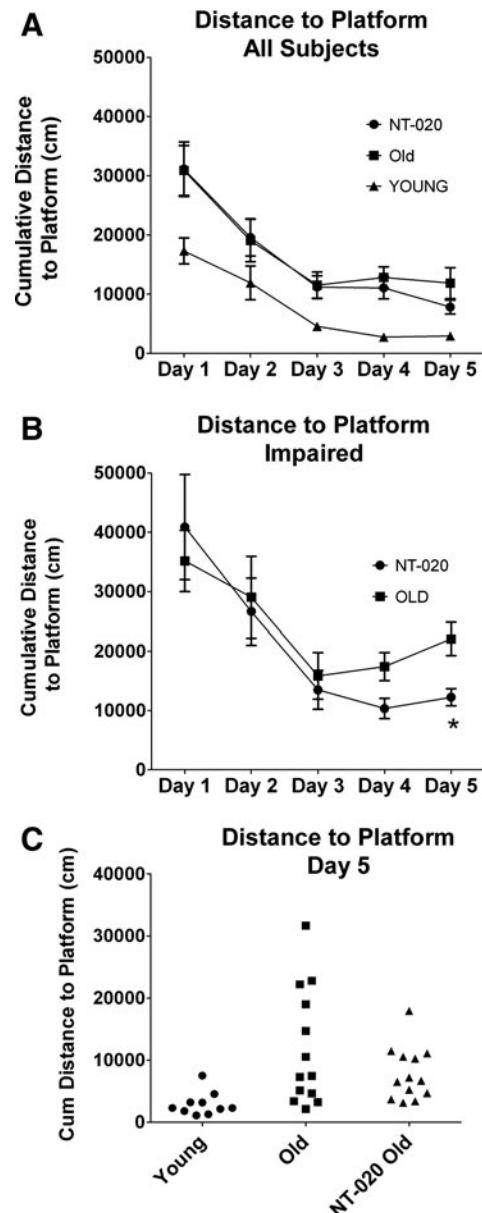 A
Distance to Platform
All Subjects
Cumulative Distance
to Platform (cm)
50000
40000
30000
20000
10000
0
NT-020
Old
YOUNG
Day 1 Day 2 Day 3 Day 4 Day 5
B
Distance to Platform
Impaired
Cumulative Distance
to Platform (cm)
50000
40000
30000
20000
10000
0
NT-020
OLD
*
Day 1 Day 2 Day 3 Day 4 Day 5
C
Distance to Platform
Day 5
Cum Distance to Platform (cm)
40000
30000
20000
10000
0
Young
Old
NT-020 Old